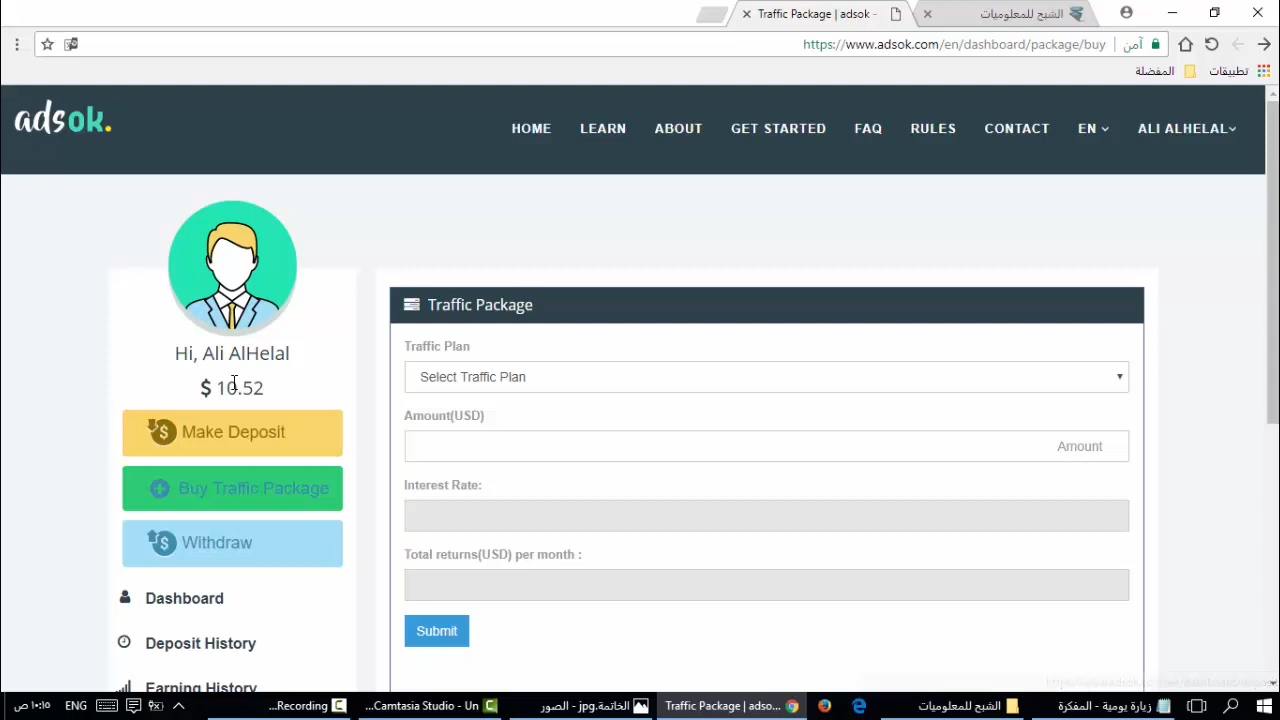 Traffic Package | adsok -
الشبح للمعلوميات
https://www.adsok.com/en/dashboard/package/buy
آمن
تطبيقات
المفضلة
adsok.
HOME
LEARN
ABOUT
GET STARTED
FAQ
RULES
CONTACT
EN
ALI ALHELAL
Hi, Ali AlHelal
$ 10.52
Make Deposit
Buy Traffic Package
Withdraw
Dashboard
Deposit History
Earning History
Traffic Package
Traffic Plan
Select Traffic Plan
Amount(USD)
Amount
Interest Rate:
Total returns(USD) per month :
Submit
١٠:١٥ ص
ENG
...Recording
...Camtasia Studio - Un
الخاتمة.jpg - الصور
Traffic Package | adso...
الشبح للمعلوميات
زيارة يومية - المفكرة